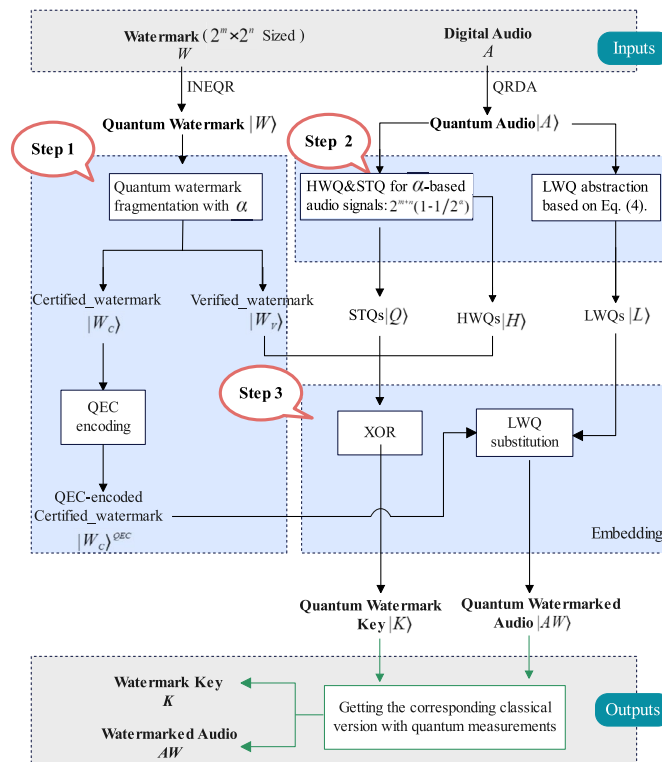 Watermark ( 2^m × 2^n Sized )
W
Digital Audio
A
Inputs
INEQR
QRDA
Quantum Watermark |W⟩
Quantum Audio|A⟩
Step 1
Step 2
Quantum watermark
fragmentation with α
HWQ&STQ for α-based
audio signals: 2^{m+n}(1-1/2^α)
LWQ abstraction
based on Eq. (4).
Certified_watermark
|W_C⟩
Verified_watermark
|W_V⟩
STQs|Q⟩
HWQs|H⟩
LWQs |L⟩
Step 3
QEC
encoding
XOR
LWQ
substitution
QEC-encoded
Certified_watermark
|W_C⟩^{QEC}
Embedding
Quantum Watermark
Key |K⟩
Quantum Watermarked
Audio |AW⟩
Watermark Key
K
Getting the corresponding classical
version with quantum measurements
Outputs
Watermarked Audio
AW